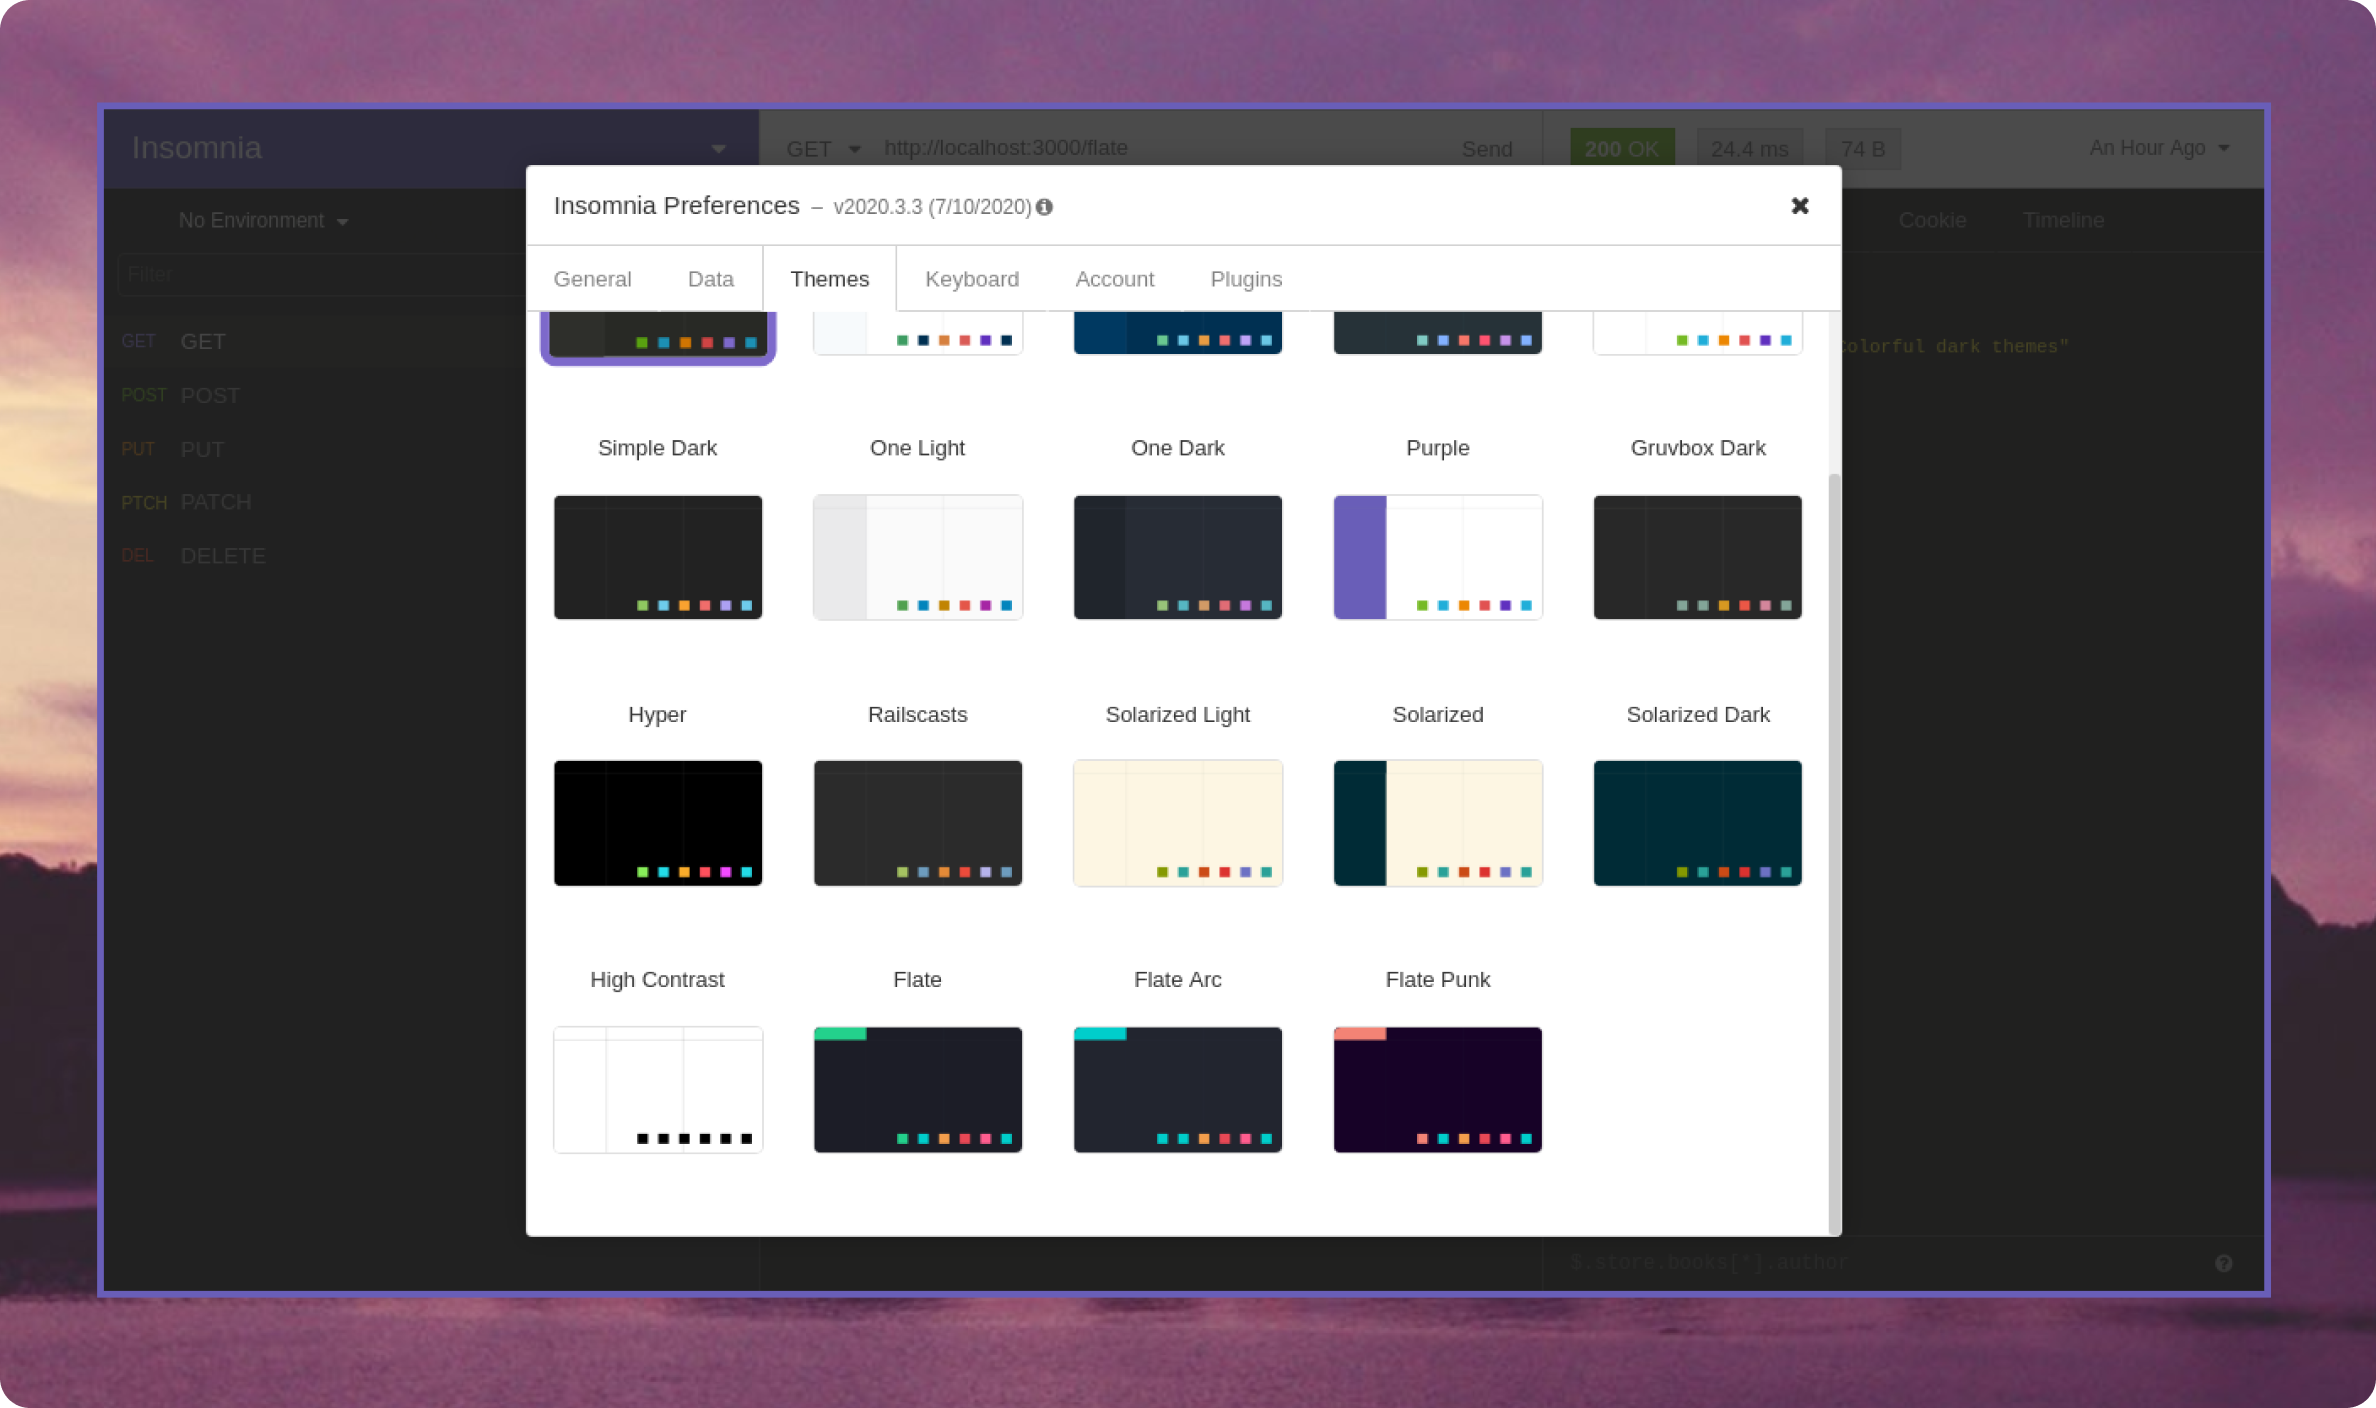 Insomnia
GET http://localhost:3000/flate Send
200 OK 24.4 ms 74 B An Hour Ago
Insomnia Preferences – v2020.3.3 (7/10/2020)
No Environment
Cookie Timeline
Filter
General Data Themes Keyboard Account Plugins
GET GET
colorful dark themes"
POST POST
PUT PUT
PTCH PATCH
DEL DELETE
Simple Dark One Light One Dark Purple Gruvbox Dark
Hyper Railscasts Solarized Light Solarized Solarized Dark
High Contrast Flate Flate Arc Flate Punk
$.store.books[*].author